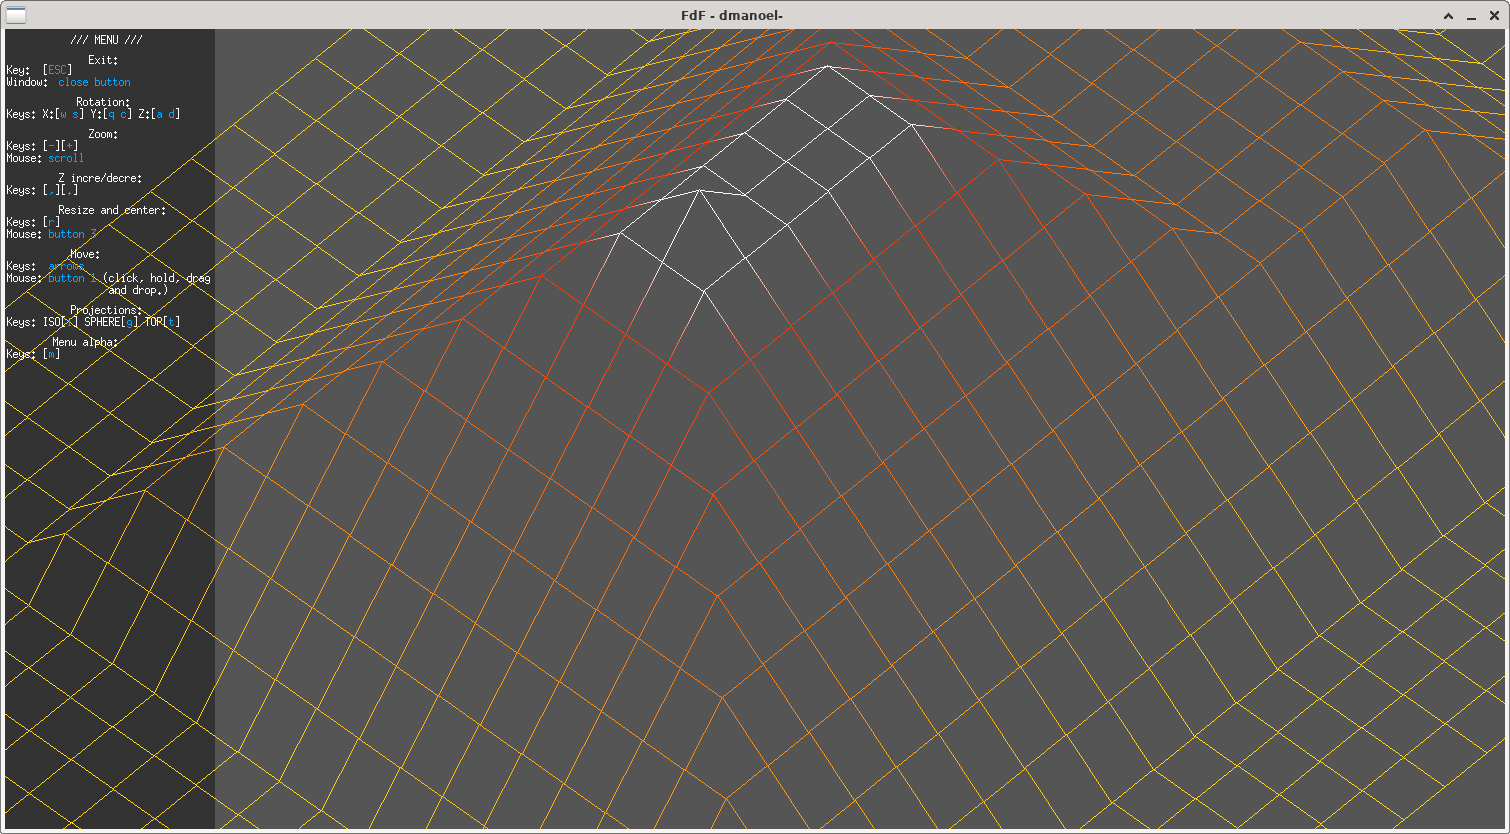 FdF - dmanoel-
/// MENU ///
Exit:
Key: [ESC]
Window: close button
Rotation:
Keys: X:[w s] Y:[q c] Z:[a d]
Zoom:
Keys: [-][+]
Mouse: scroll
Z incre/decre:
Keys: [,][.]
Resize and center:
Keys: [r]
Mouse: button 3
Move:
Keys: arrows
Mouse: button 1 (click, hold, drag
and drop.)
Projections:
Keys: ISO SPHERE[g] TOP[t]
Menu alpha:
Keys: [m]